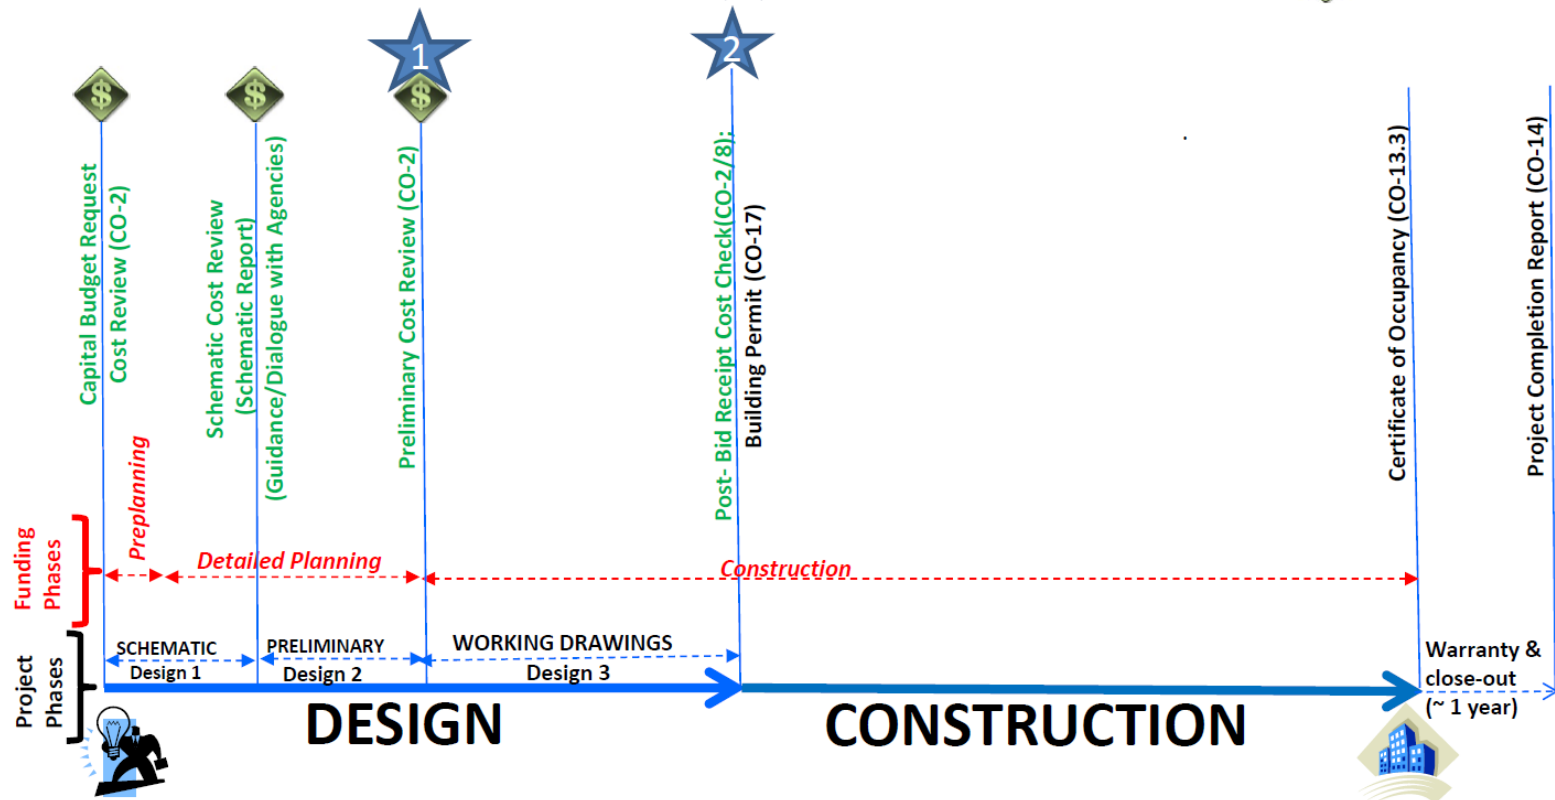 1
2
$
$
$
Capital Budget Request
Cost Review (CO-2)
Schematic Cost Review
(Schematic Report)
(Guidance/Dialogue with Agencies)
Preliminary Cost Review (CO-2)
Post- Bid Receipt Cost Check(CO-2/8);
Building Permit (CO-17)
Certificate of Occupancy (CO-13.3)
Project Completion Report (CO-14)
Funding
Phases
Preplanning
Detailed Planning
Construction
Project
Phases
SCHEMATIC
Design 1
PRELIMINARY
Design 2
WORKING DRAWINGS
Design 3
Warranty &
close-out
(~ 1 year)
DESIGN
CONSTRUCTION